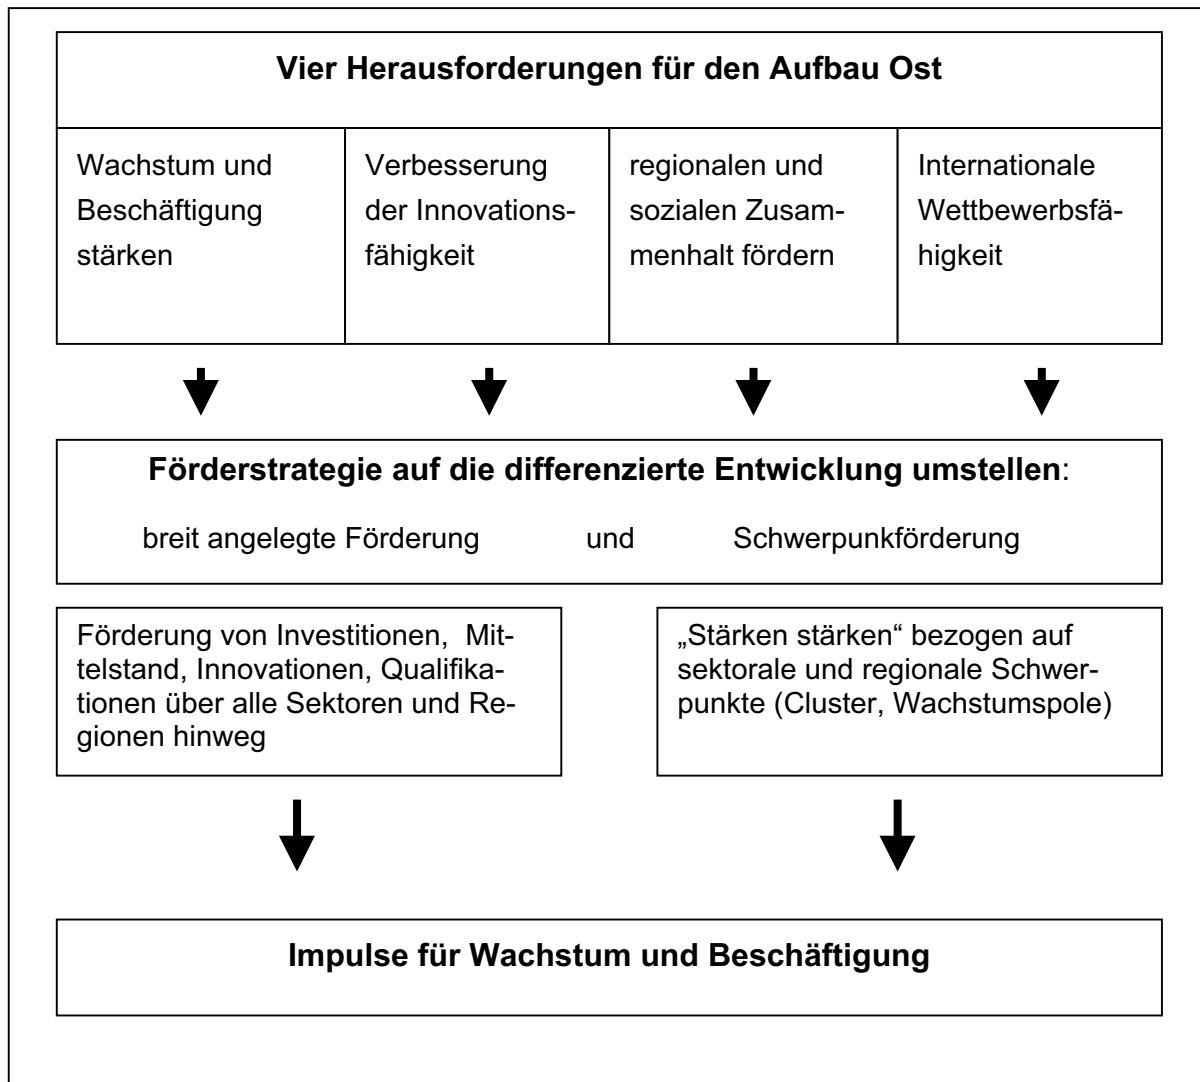 Vier Herausforderungen für den Aufbau Ost
Wachstum und
Beschäftigung
stärken
Verbesserung
der Innovations-
fähigkeit
regionalen und
sozialen Zusam-
menhalt fördern
Internationale
Wettbewerbsfä-
higkeit
Förderstrategie auf die differenzierte Entwicklung umstellen:
breit angelegte Förderung und Schwerpunkförderung
Förderung von Investitionen, Mit-
telstand, Innovationen, Qualifika-
tionen über alle Sektoren und Re-
gionen hinweg
„Stärken stärken“ bezogen auf
sektorale und regionale Schwer-
punkte (Cluster, Wachstumspole)
Impulse für Wachstum und Beschäftigung